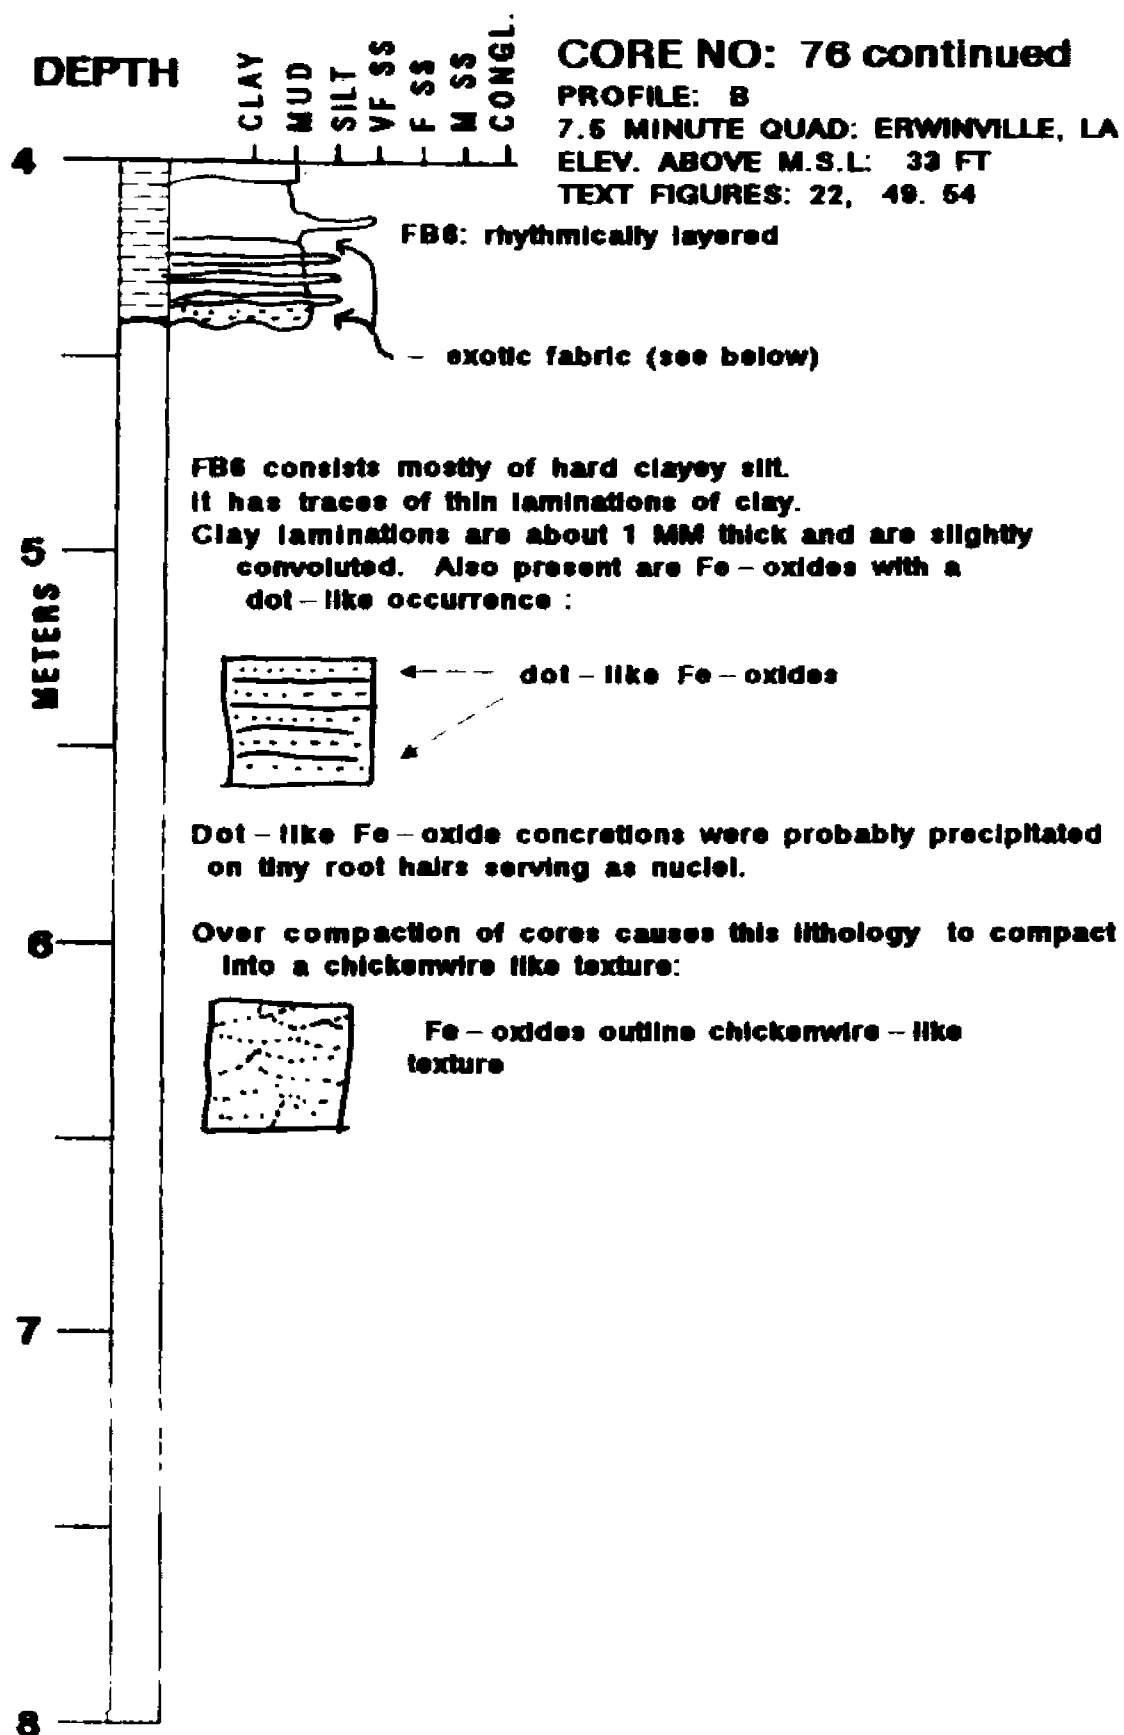 DEPTH
CLAY
MUD
SILT
VF SS
F SS
M SS
CONGL.
CORE NO: 76 continued
PROFILE: B
7.5 MINUTE QUAD: ERWINVILLE, LA
ELEV. ABOVE M.S.L: 33 FT
TEXT FIGURES: 22, 49. 54
4
FB6: rhythmically layered
- exotic fabric (see below)
FB6 consists mostly of hard clayey silt.
It has traces of thin laminations of clay.
Clay laminations are about 1 MM thick and are slightly
convoluted. Also present are Fe-oxides with a
dot-like occurrence :
5
METERS
dot-like Fe-oxides
Dot-like Fe-oxide concretions were probably precipitated
on tiny root hairs serving as nuclei.
6
Over compaction of cores causes this lithology to compact
into a chickenwire like texture:
Fe-oxides outline chickenwire-like
texture
7
8